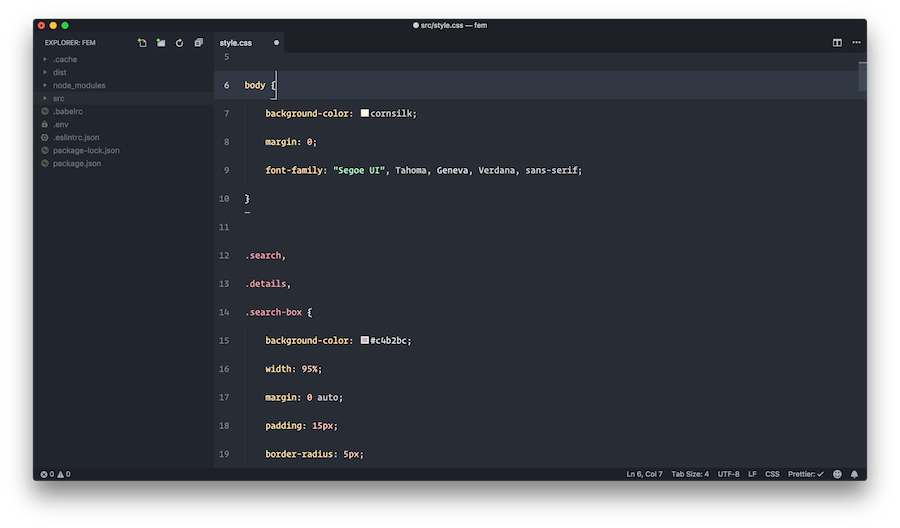 src/style.css — fem
EXPLORER: FEM
.cache
dist
node_modules
src
.babelrc
.env
.eslintrc.json
package-lock.json
package.json
style.css
5
6 body {
7 background-color: cornsilk;
8 margin: 0;
9 font-family: "Segoe UI", Tahoma, Geneva, Verdana, sans-serif;
10 }
11
12 .search,
13 .details,
14 .search-box {
15 background-color: #c4b2bc;
16 width: 95%;
17 margin: 0 auto;
18 padding: 15px;
19 border-radius: 5px;
0 0 Ln 6, Col 7 Tab Size: 4 UTF-8 LF CSS Prettier: ✓